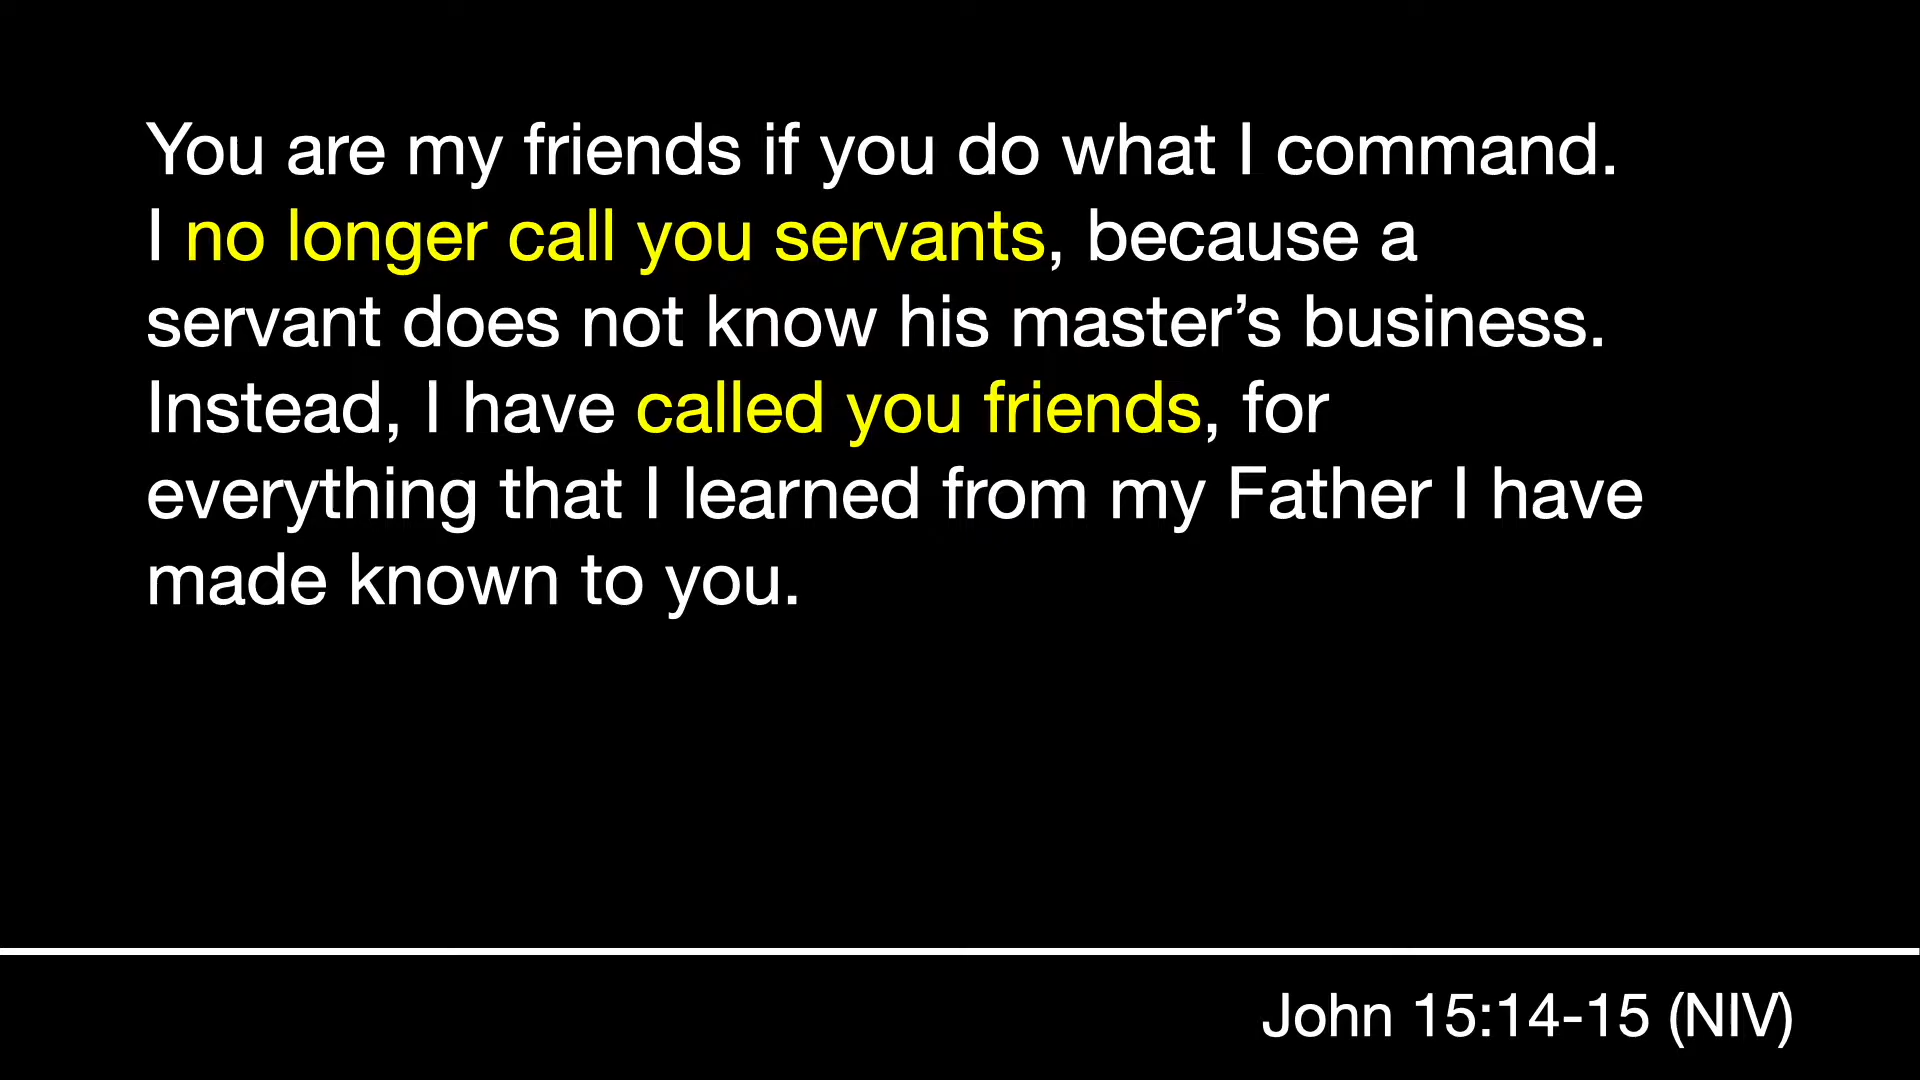 You are my friends if you do what I command.
I no longer call you servants, because a
servant does not know his master’s business.
Instead, I have called you friends, for
everything that I learned from my Father I have
made known to you.
John 15:14-15 (NIV)